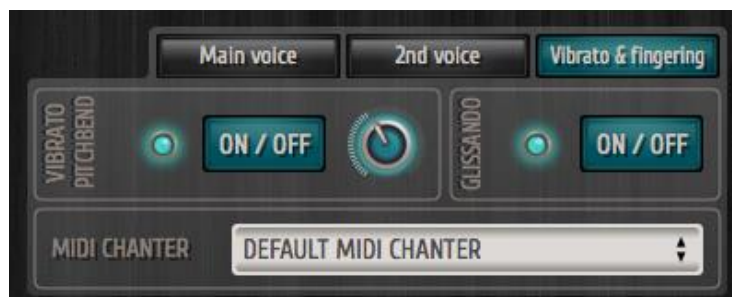 Main voice 2nd voice Vibrato & fingering
VIBRATO
PITCHBEND
ON / OFF
GLISSANDO
ON / OFF
MIDI CHANTER DEFAULT MIDI CHANTER